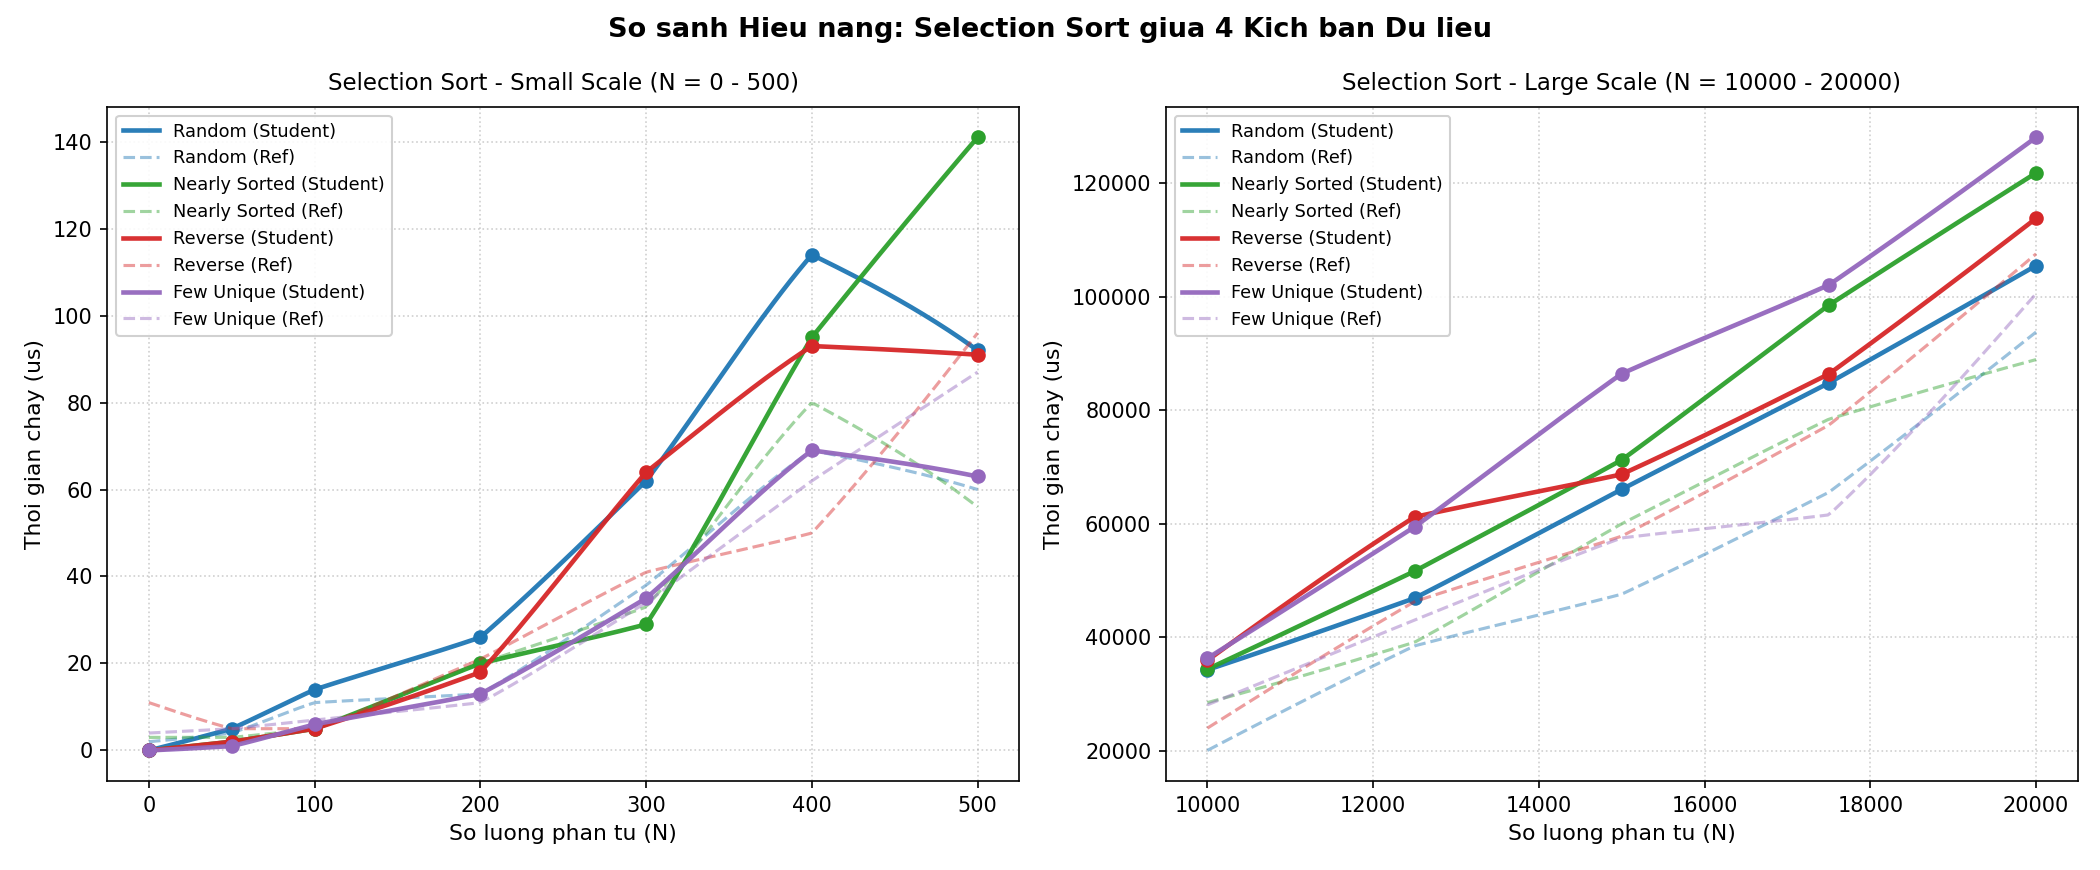 So sanh Hieu nang: Selection Sort giua 4 Kich ban Du lieu
Selection Sort - Small Scale (N = 0 - 500)
Random (Student)
Random (Ref)
Nearly Sorted (Student)
Nearly Sorted (Ref)
Reverse (Student)
Reverse (Ref)
Few Unique (Student)
Few Unique (Ref)
140
120
100
80
60
40
20
0
Thoi gian chay (us)
0
100
200
300
400
500
So luong phan tu (N)
Selection Sort - Large Scale (N = 10000 - 20000)
Random (Student)
Random (Ref)
Nearly Sorted (Student)
Nearly Sorted (Ref)
Reverse (Student)
Reverse (Ref)
Few Unique (Student)
Few Unique (Ref)
120000
100000
80000
60000
40000
20000
Thoi gian chay (us)
10000
12000
14000
16000
18000
20000
So luong phan tu (N)